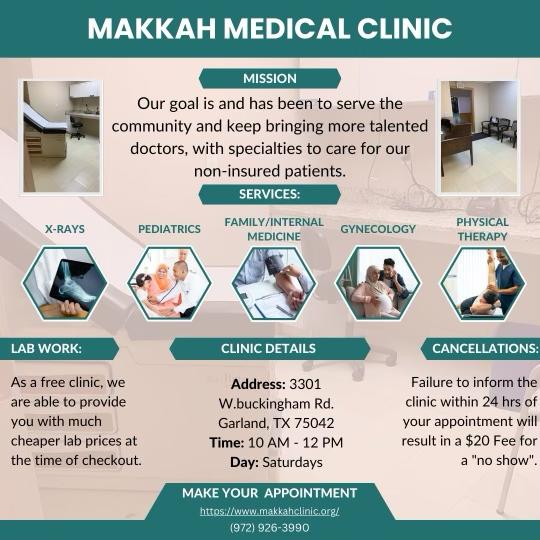 MAKKAH MEDICAL CLINIC
MISSION
Our goal is and has been to serve the
community and keep bringing more talented
doctors, with specialties to care for our
non-insured patients.
SERVICES:
X-RAYS
PEDIATRICS
FAMILY/INTERNAL
MEDICINE
GYNECOLOGY
PHYSICAL
THERAPY
LAB WORK:
As a free clinic, we
are able to provide
you with much
cheaper lab prices at
the time of checkout.
CLINIC DETAILS
Address: 3301
W.buckingham Rd.
Garland, TX 75042
Time: 10 AM - 12 PM
Day: Saturdays
CANCELLATIONS:
Failure to inform the
clinic within 24 hrs of
your appointment will
result in a $20 Fee for
a "no show".
MAKE YOUR APPOINTMENT
https://www.makkahclinic.org/
(972) 926-3990